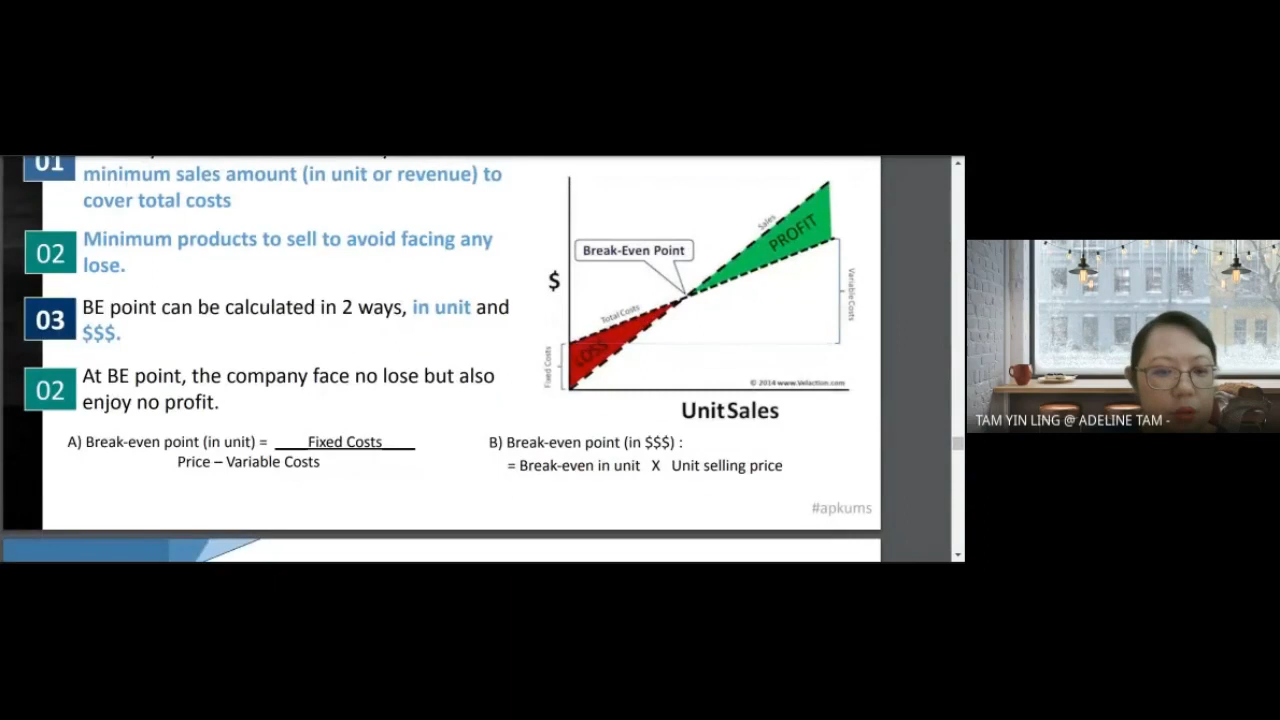 01
minimum sales amount (in unit or revenue) to
cover total costs
02
Minimum products to sell to avoid facing any
lose.
03
BE point can be calculated in 2 ways, in unit and
$$$.
02
At BE point, the company face no lose but also
enjoy no profit.
A) Break-even point (in unit) = ____Fixed Costs____
Price – Variable Costs
B) Break-even point (in $$$) :
= Break-even in unit X Unit selling price
#apkums
$
Break-Even Point
Sales
PROFIT
Total Costs
LOSS
Fixed Costs
Variable Costs
© 2014 www.Velaction.com
Unit Sales
TAM YIN LING @ ADELINE TAM -